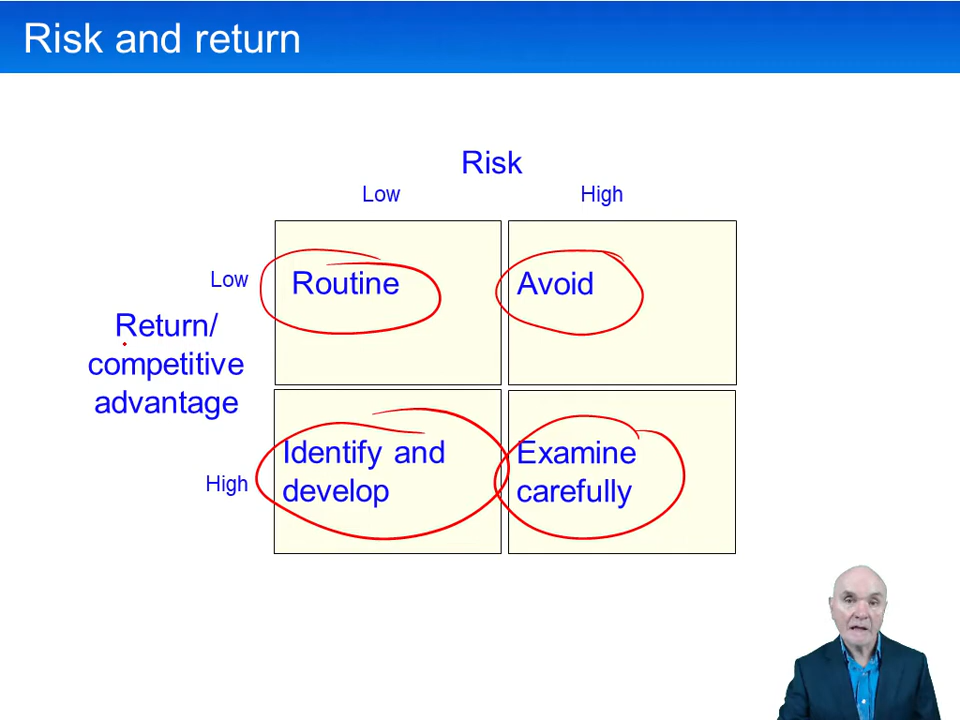 Risk and return
Risk
Low
High
Low
Routine
Avoid
Return/
competitive
advantage
High
Identify and
develop
Examine
carefully